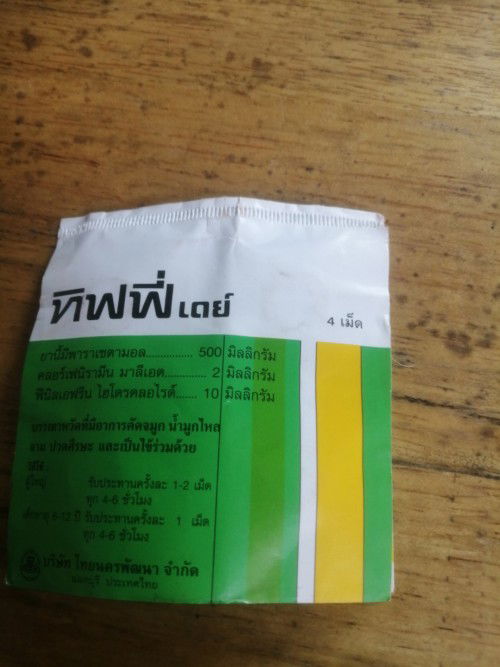 ทิฟฟี่ เดย์
4 เม็ด
ยานี้มีพาราเซตามอล............... 500 มิลลิกรัม
คลอร์เฟนิรามีน มาลีเอต............. 2 มิลลิกรัม
ฟีนิลเอฟรีน ไฮโดรคลอไรด์....... 10 มิลลิกรัม
บรรเทาหวัดที่มีอาการคัดจมูก น้ำมูกไหล
จาม ปวดศีรษะ และเป็นไข้ร่วมด้วย
วิธีใช้ :
ผู้ใหญ่ รับประทานครั้งละ 1-2 เม็ด
ทุก 4-6 ชั่วโมง
เด็กอายุ 6-12 ปี รับประทานครั้งละ 1 เม็ด
ทุก 4-6 ชั่วโมง
บริษัท ไทยนครพัฒนา จำกัด
นนทบุรี ประเทศไทย